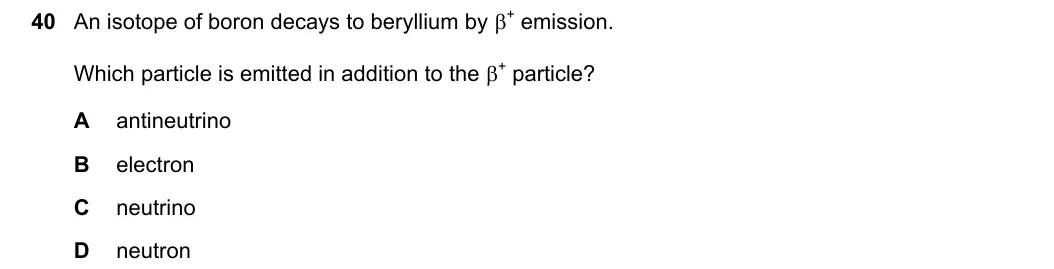 40 An isotope of boron decays to beryllium by β⁺ emission.
Which particle is emitted in addition to the β⁺ particle?
A antineutrino
B electron
C neutrino
D neutron